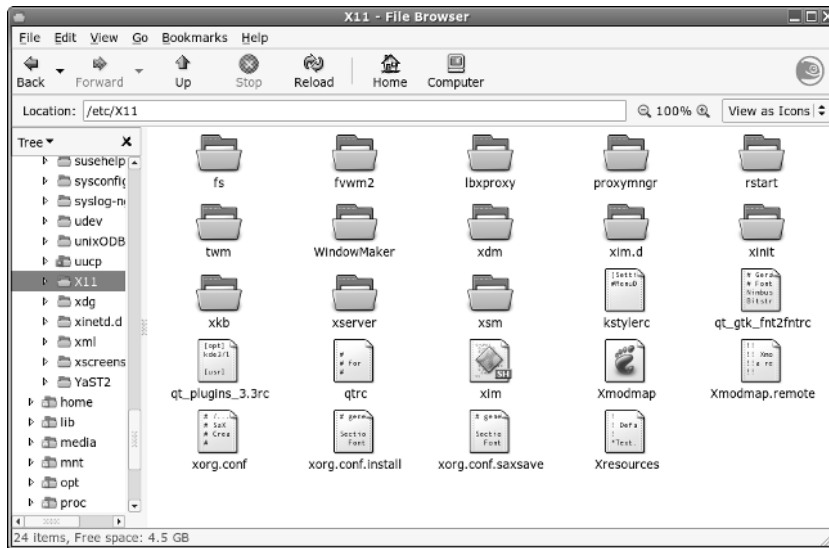 X11 - File Browser
File Edit View Go Bookmarks Help
Back Forward Up Stop Reload Home Computer
Location: /etc/X11 100% View as Icons
Tree
susehelp
sysconfig
syslog-n
udev
unixODB
uucp
X11
xdg
xinetd.d
xml
xscreens
YaST2
home
lib
media
mnt
opt
proc
fs fvwm2 lbxproxy proxymngr rstart
twm WindowMaker xdm xim.d xinit
xkb xserver xsm kstylerc qt_gtk_fnt2fntrc
qt_plugins_3.3rc qtrc xim Xmodmap Xmodmap.remote
xorg.conf xorg.conf.install xorg.conf.saxsave Xresources
24 items, Free space: 4.5 GB